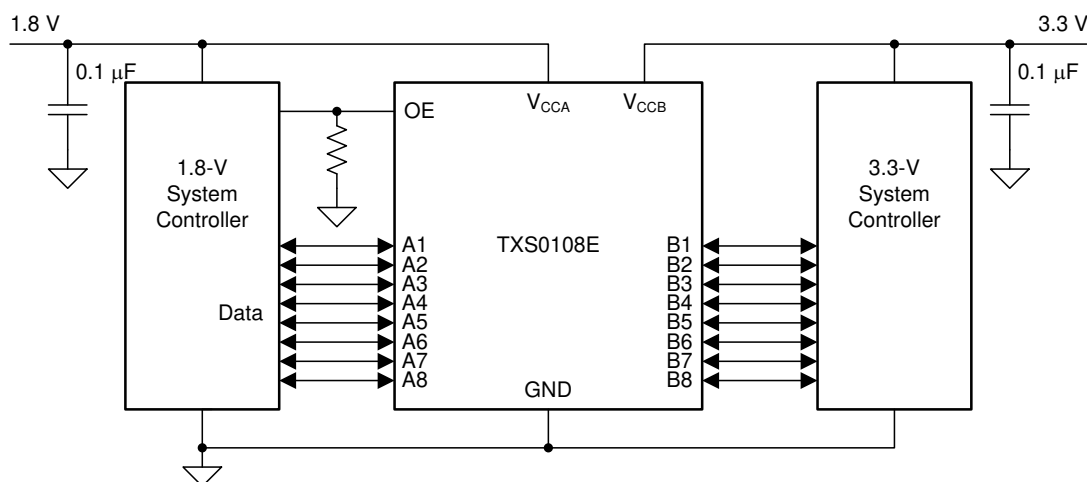 1.8 V
3.3 V
0.1 μF
0.1 μF
OE
VCCA
VCCB
1.8-V
System
Controller
3.3-V
System
Controller
TXS0108E
Data
A1
A2
A3
A4
A5
A6
A7
A8
B1
B2
B3
B4
B5
B6
B7
B8
GND